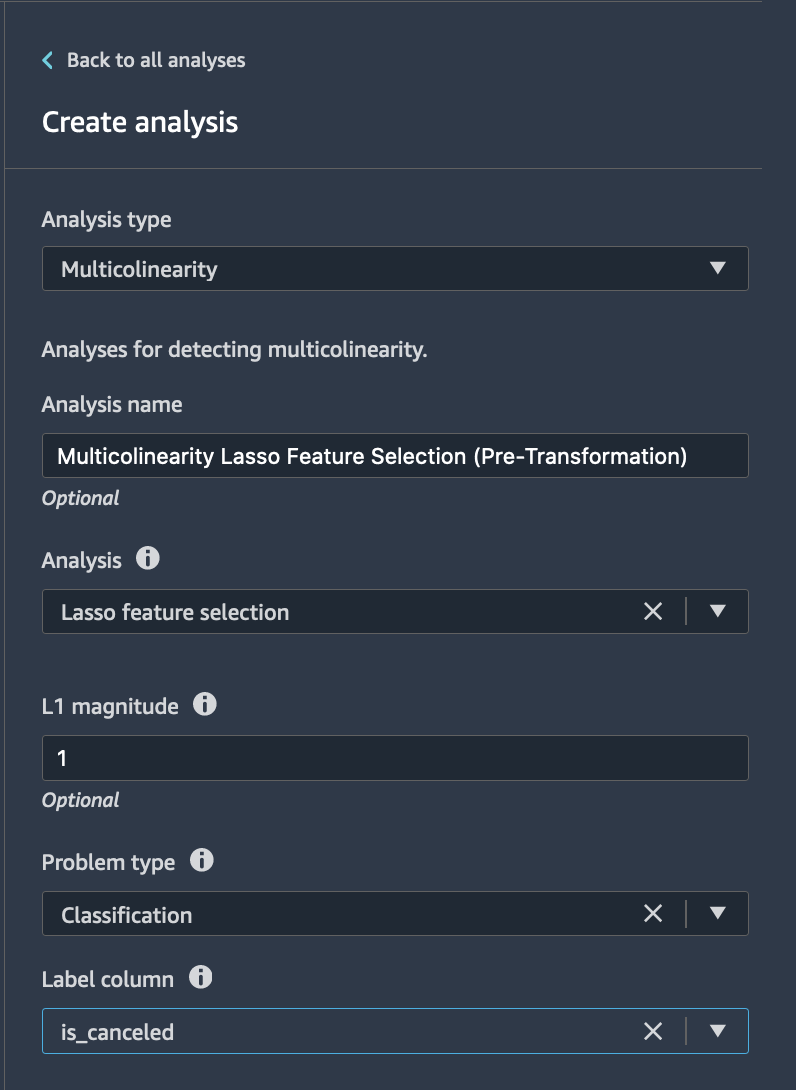 Back to all analyses
Create analysis
Analysis type
Multicolinearity
Analyses for detecting multicolinearity.
Analysis name
Multicolinearity Lasso Feature Selection (Pre-Transformation)
Optional
Analysis
Lasso feature selection
L1 magnitude
1
Optional
Problem type
Classification
Label column
is_canceled